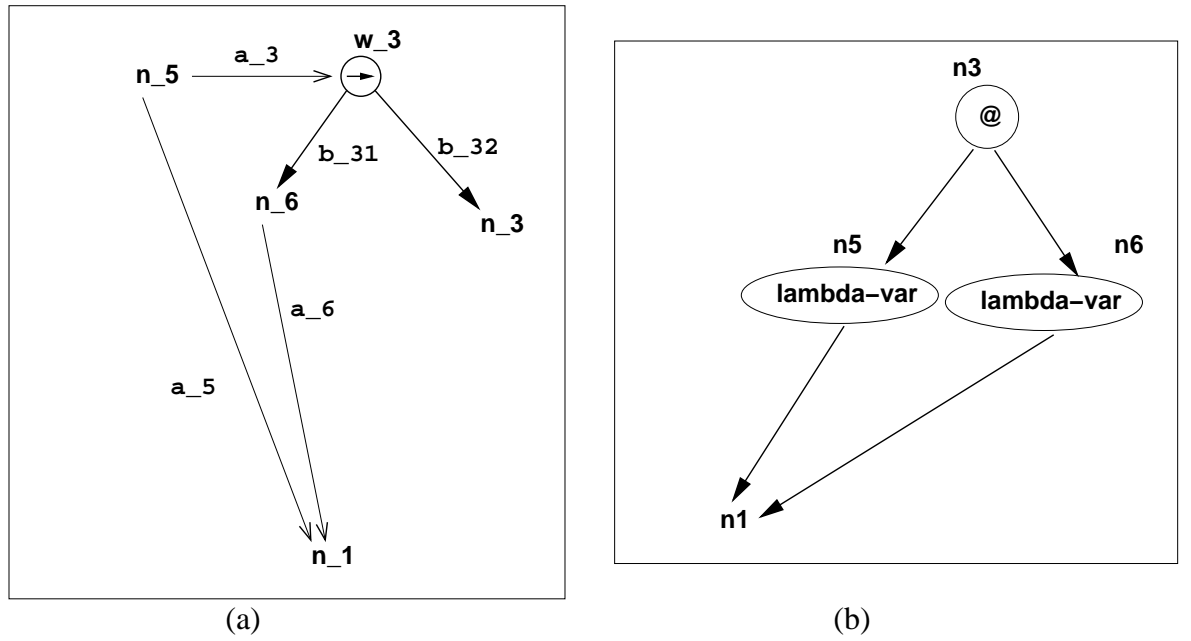 w_3
a_3
n_5
b_31
b_32
n_6
n_3
a_6
a_5
n_1
(a)
n3
@
n5
n6
lambda–var
lambda–var
n1
(b)